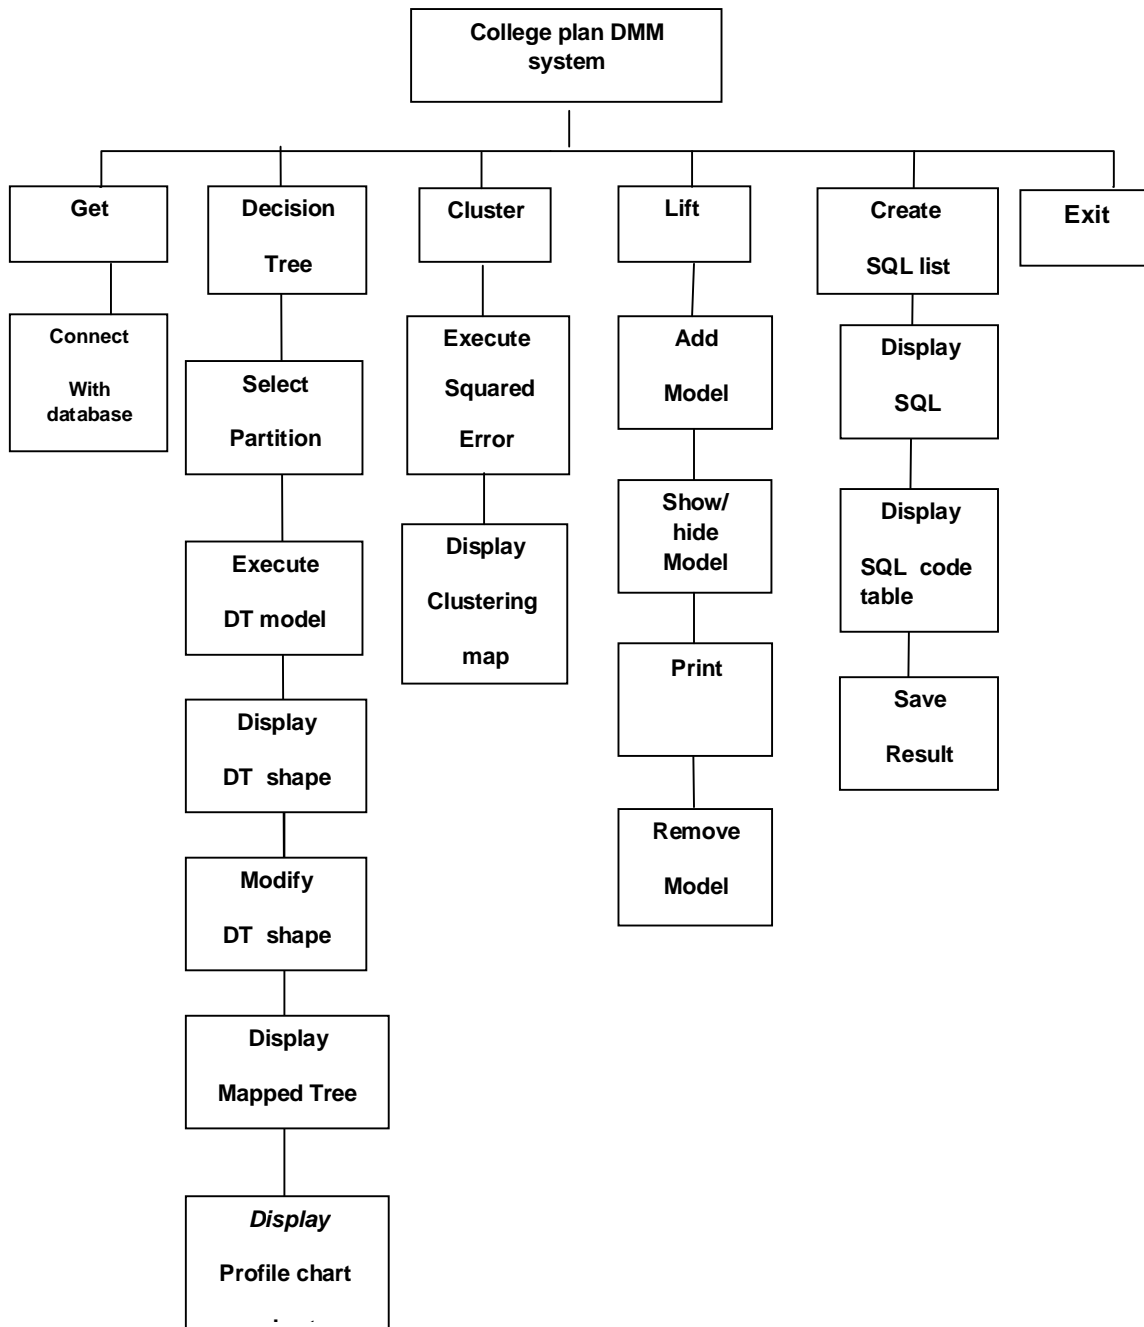 College plan DMM
system
Get
Decision
Tree
Cluster
Lift
Create
SQL list
Exit
Connect
With
database
Select
Partition
Execute
DT model
Display
DT shape
Modify
DT shape
Display
Mapped Tree
Display
Profile chart
Execute
Squared
Error
Display
Clustering
map
Add
Model
Show/
hide
Model
Print
Remove
Model
Display
SQL
Display
SQL code
table
Save
Result